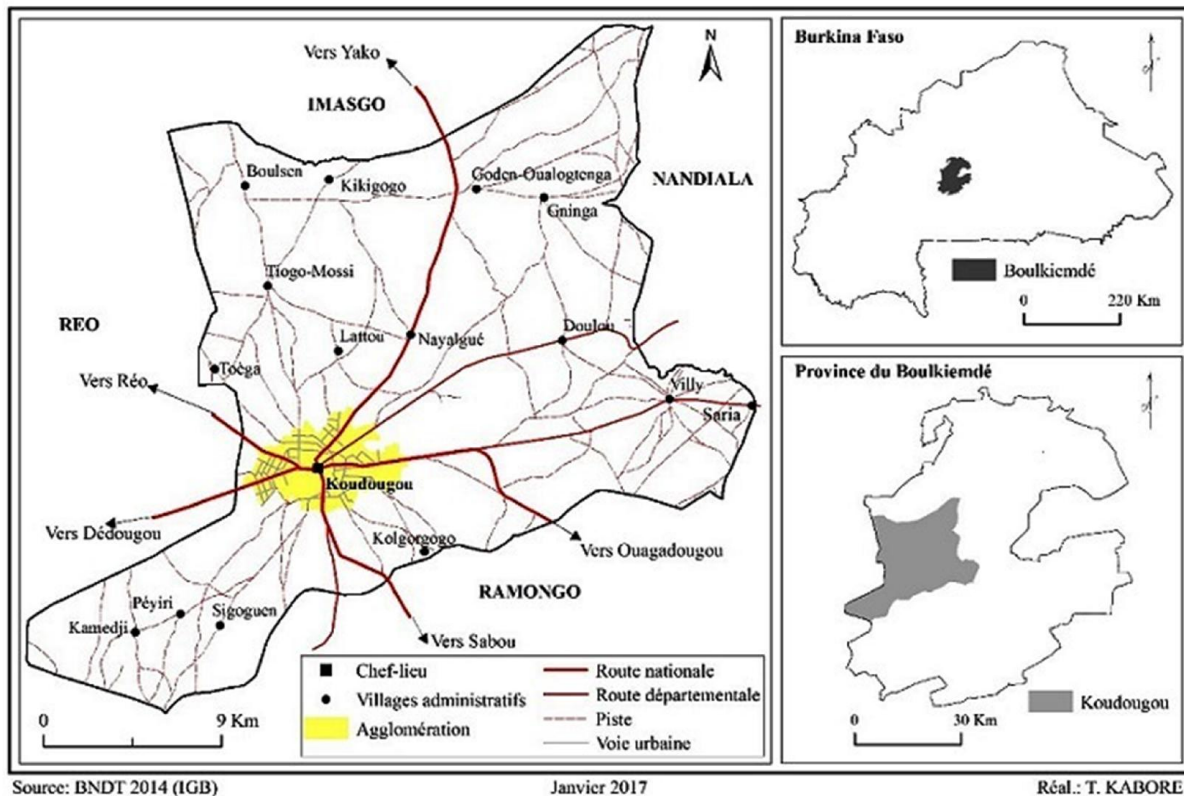 Vers Yako
N
IMASGO
Boulsen
Kikigogo
Goden-Oualogtenga
NANDIALA
Gninga
Tiogo-Mossi
REO
Lattou
Nayalgué
Doulou
Toèga
Vers Réo
Villy
Saria
Koudougou
Vers Dédougou
Kolgorgogo
Vers Ouagadougou
RAMONGO
Péyiri
Kamedji
Sigoguen
Vers Sabou
0 9 Km
Chef-lieu
Villages administratifs
Agglomération
Route nationale
Route départementale
Piste
Voie urbaine
Burkina Faso
Boulkiemdé
0 220 Km
Province du Boulkiemdé
Koudougou
0 30 Km
Source: BNDT 2014 (IGB)
Janvier 2017
Réal.: T. KABORE